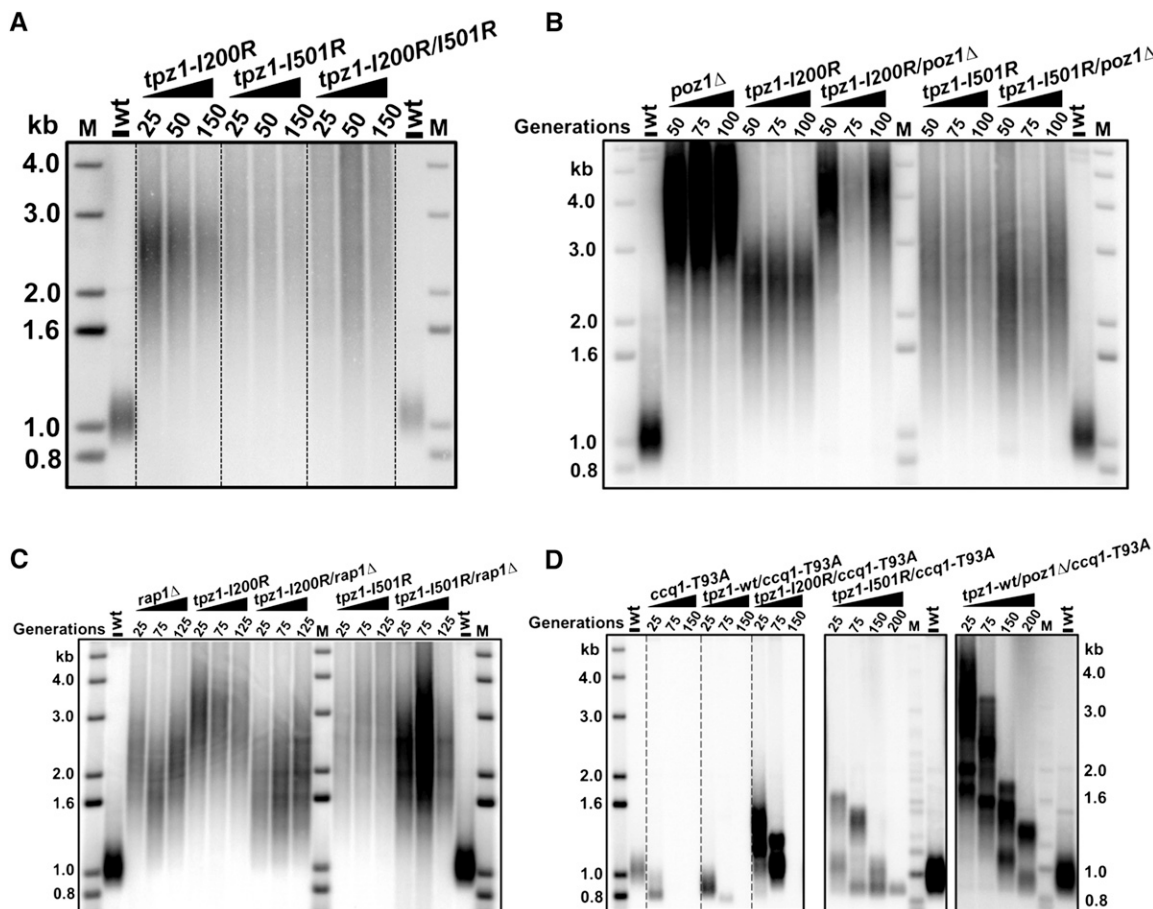 A
tpz1-I200R
tpz1-I501R
tpz1-I200R/I501R
kb M wt 25 50 150 25 50 150 25 50 150 wt M
4.0
3.0
2.0
1.6
1.0
0.8
B
poz1Δ
tpz1-I200R
tpz1-I200R/poz1Δ
tpz1-I501R
tpz1-I501R/poz1Δ
Generations wt 50 75 100 50 75 100 50 75 100 M 50 75 100 50 75 100 wt M
kb
4.0
3.0
2.0
1.6
1.0
0.8
C
rap1Δ
tpz1-I200R
tpz1-I200R/rap1Δ
tpz1-I501R
tpz1-I501R/rap1Δ
Generations wt 25 75 125 25 75 125 25 75 125 M 25 75 125 25 75 125 wt M
kb
4.0
3.0
2.0
1.6
1.0
0.8
D
ccq1-T93A
tpz1-wt/ccq1-T93A
tpz1-I200R/ccq1-T93A
tpz1-I501R/ccq1-T93A
tpz1-wt/poz1Δ/ccq1-T93A
Generations wt 25 75 150 25 75 150 25 75 150 25 75 150 200 M wt 25 75 150 200 M wt
kb
4.0
3.0
2.0
1.6
1.0
0.8
kb
4.0
3.0
2.0
1.6
1.0
0.8